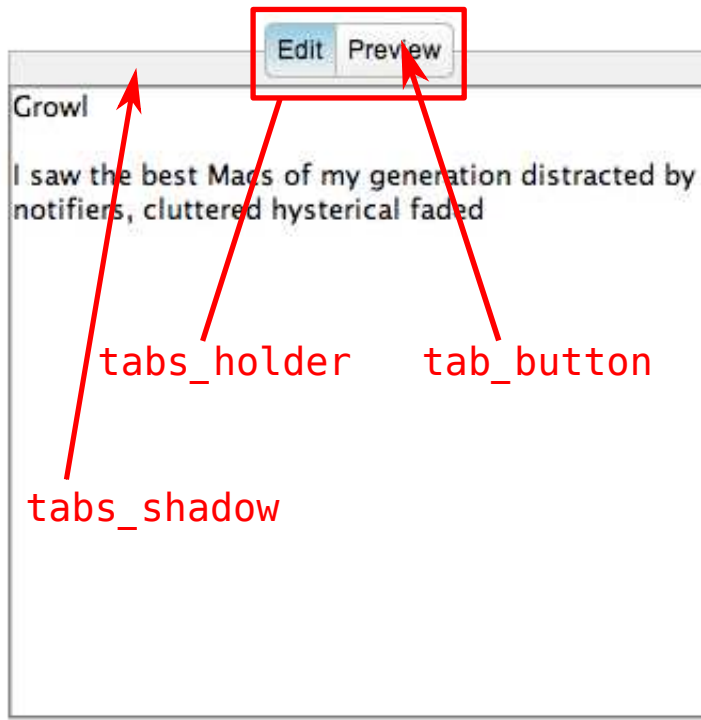 Edit Preview
Growl
I saw the best Macs of my generation distracted by
notifiers, cluttered hysterical faded
tabs_holder tab_button
tabs_shadow